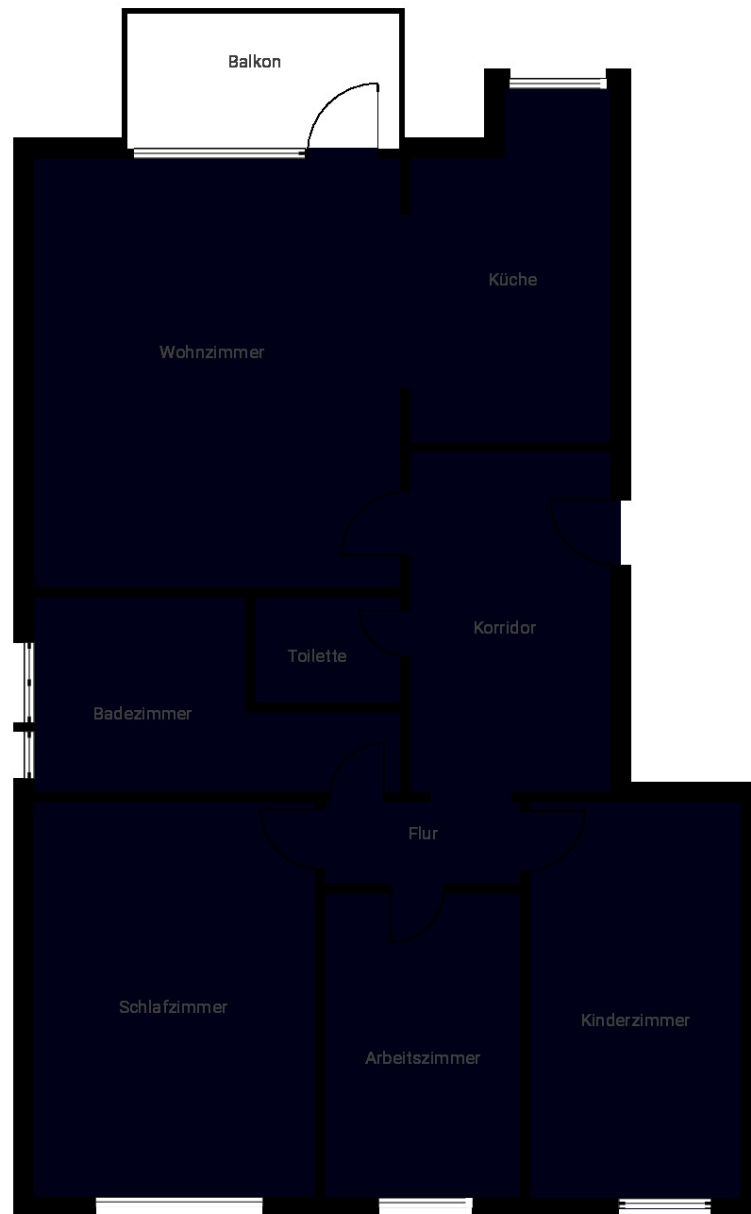 Balkon
Küche
Wohnzimmer
Korridor
Toilette
Badezimmer
Flur
Schlafzimmer
Kinderzimmer
Arbeitszimmer